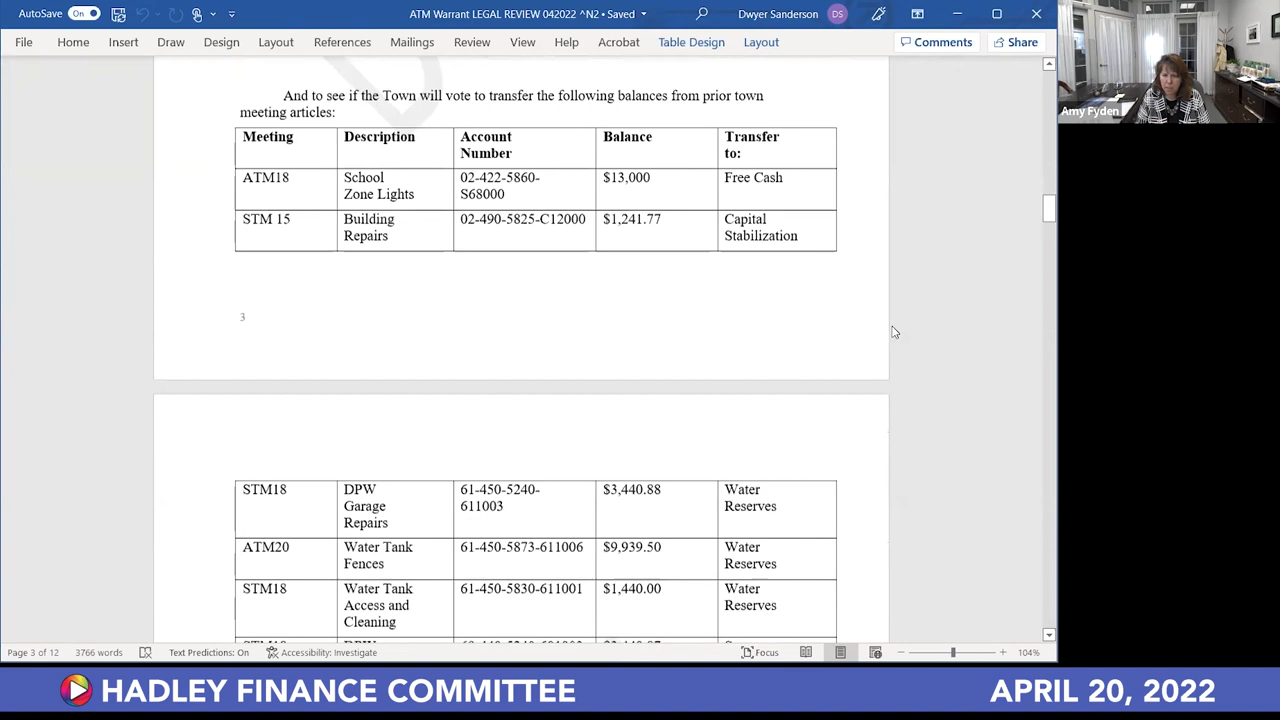 AutoSave On ATM Warrant LEGAL REVIEW 042022 ^N2 • Saved Dwyer Sanderson DS
File Home Insert Draw Design Layout References Mailings Review View Help Acrobat Table Design Layout Comments Share
And to see if the Town will vote to transfer the following balances from prior town
meeting articles:
Meeting Description Account Balance Transfer
Number to:
ATM18 School 02-422-5860- $13,000 Free Cash
Zone Lights S68000
STM 15 Building 02-490-5825-C12000 $1,241.77 Capital
Repairs Stabilization
3
STM18 DPW 61-450-5240- $3,440.88 Water
Garage 611003 Reserves
Repairs
ATM20 Water Tank 61-450-5873-611006 $9,939.50 Water
Fences Reserves
STM18 Water Tank 61-450-5830-611001 $1,440.00 Water
Access and Reserves
Cleaning
Page 3 of 12 3766 words Text Predictions: On Accessibility: Investigate Focus 104%
Amy Fyden
HADLEY FINANCE COMMITTEE APRIL 20, 2022